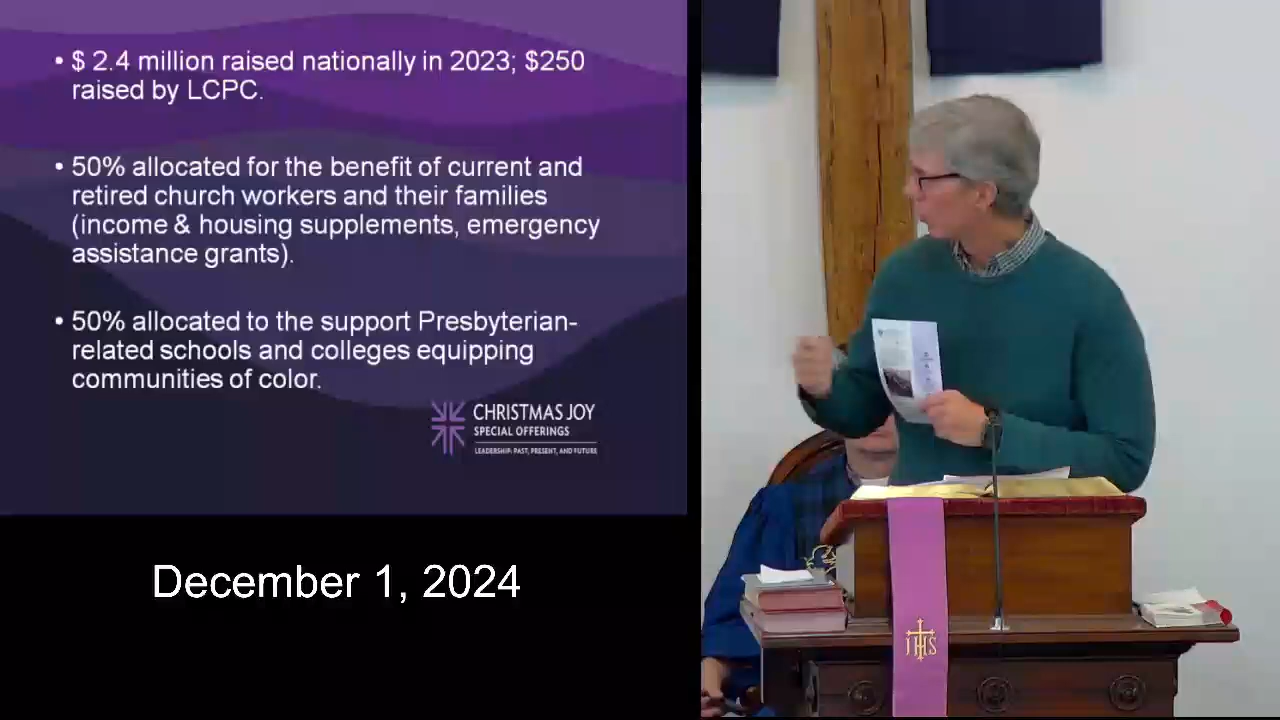 • $ 2.4 million raised nationally in 2023; $250
raised by LCPC.
• 50% allocated for the benefit of current and
retired church workers and their families
(income & housing supplements, emergency
assistance grants).
• 50% allocated to the support Presbyterian-
related schools and colleges equipping
communities of color.
CHRISTMAS JOY
SPECIAL OFFERINGS
LEADERSHIP: PAST, PRESENT, AND FUTURE
December 1, 2024
IHS